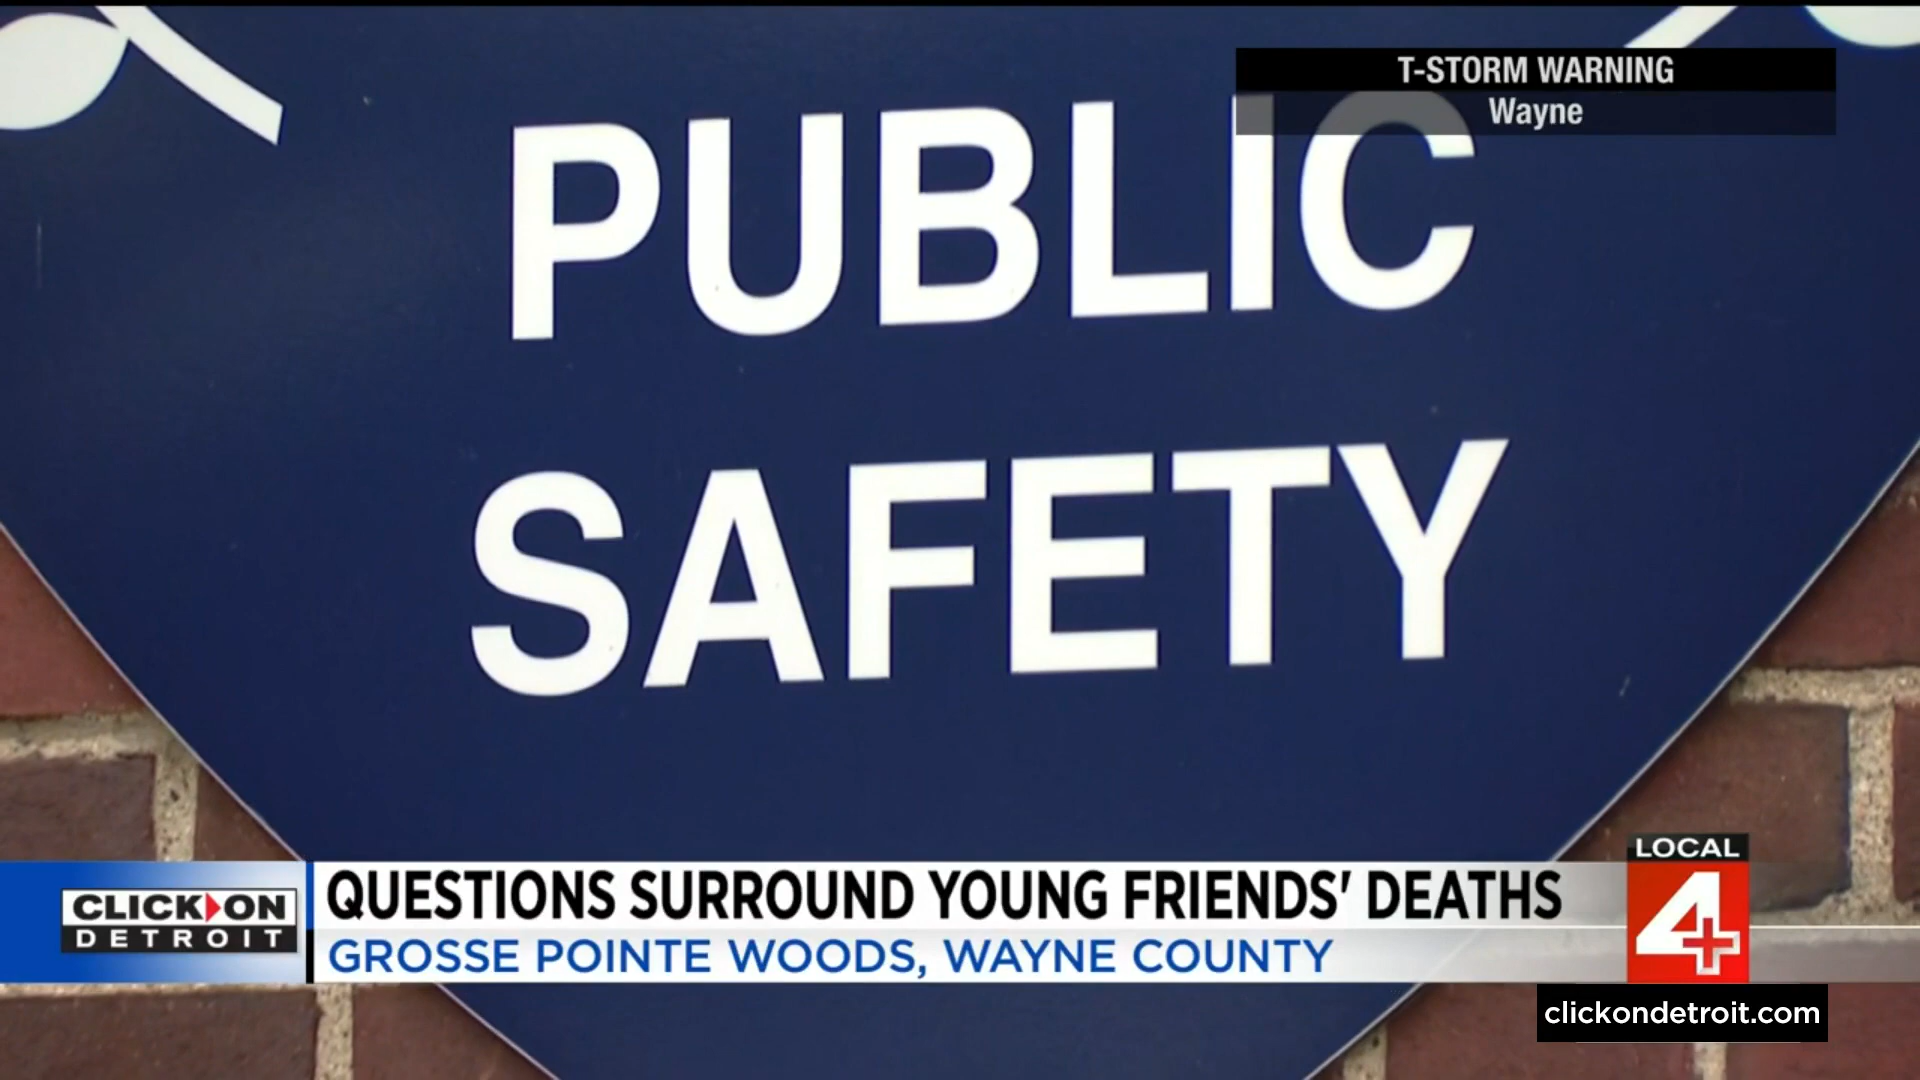 T-STORM WARNING
Wayne
PUBLIC
SAFETY
CLICK ON
DETROIT
QUESTIONS SURROUND YOUNG FRIENDS' DEATHS
GROSSE POINTE WOODS, WAYNE COUNTY
LOCAL
4+
clickondetroit.com